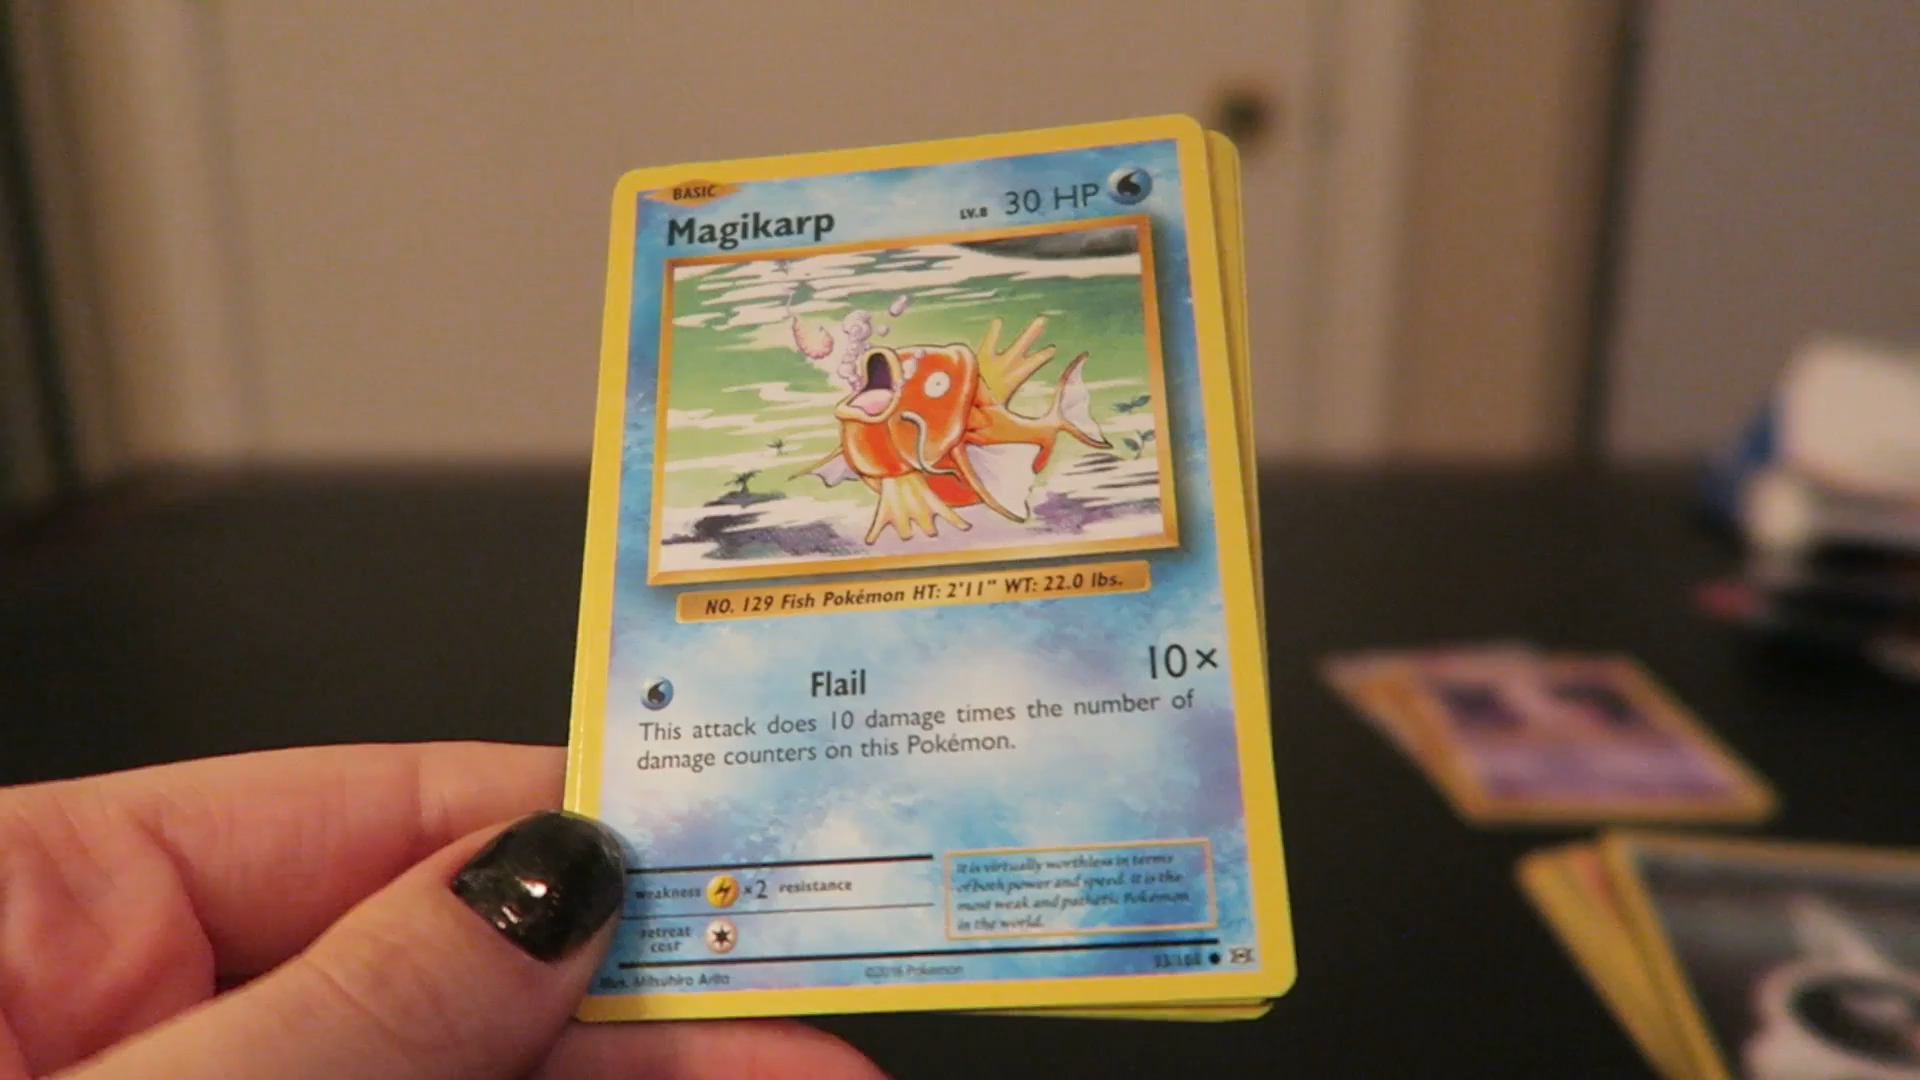 BASIC
Magikarp LV.8 30 HP
NO. 129 Fish Pokémon HT: 2'11" WT: 22.0 lbs.
Flail 10×
This attack does 10 damage times the number of
damage counters on this Pokémon.
weakness ×2 resistance
retreat
cost
It is virtually worthless in terms
of both power and speed. It is the
most weak and pathetic Pokémon
in the world.
Illus. Mitsuhiro Arita ©2016 Pokémon